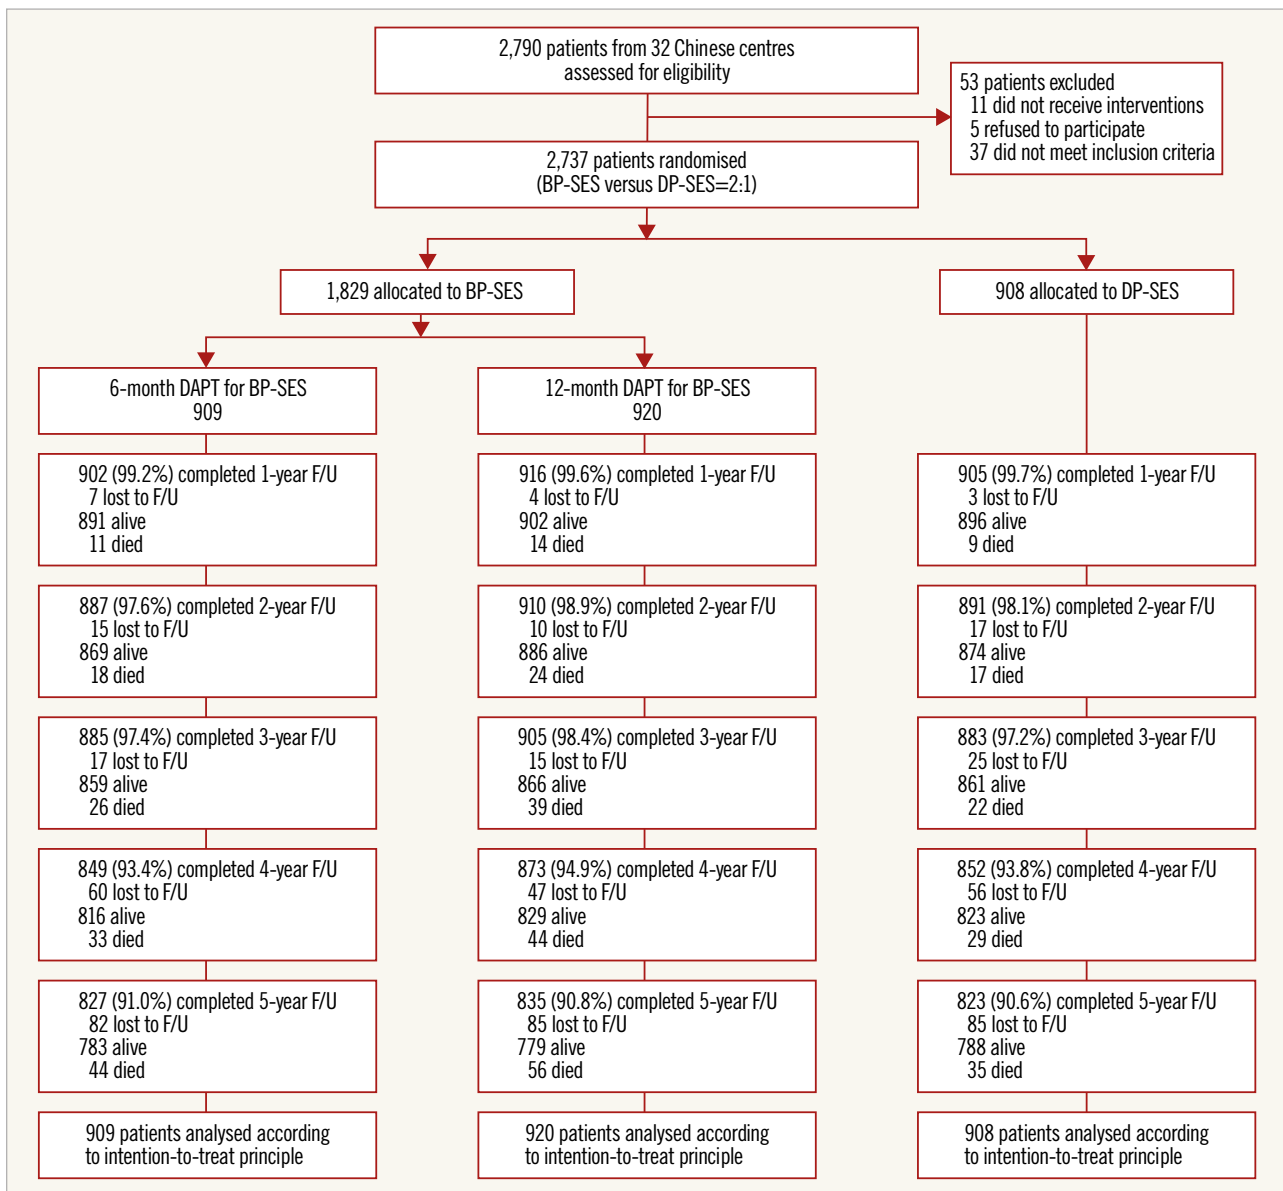 2,790 patients from 32 Chinese centres
assessed for eligibility
53 patients excluded
11 did not receive interventions
5 refused to participate
37 did not meet inclusion criteria
2,737 patients randomised
(BP-SES versus DP-SES=2:1)
1,829 allocated to BP-SES
908 allocated to DP-SES
6-month DAPT for BP-SES
909
12-month DAPT for BP-SES
920
902 (99.2%) completed 1-year F/U
7 lost to F/U
891 alive
11 died
916 (99.6%) completed 1-year F/U
4 lost to F/U
902 alive
14 died
905 (99.7%) completed 1-year F/U
3 lost to F/U
896 alive
9 died
887 (97.6%) completed 2-year F/U
15 lost to F/U
869 alive
18 died
910 (98.9%) completed 2-year F/U
10 lost to F/U
886 alive
24 died
891 (98.1%) completed 2-year F/U
17 lost to F/U
874 alive
17 died
885 (97.4%) completed 3-year F/U
17 lost to F/U
859 alive
26 died
905 (98.4%) completed 3-year F/U
15 lost to F/U
866 alive
39 died
883 (97.2%) completed 3-year F/U
25 lost to F/U
861 alive
22 died
849 (93.4%) completed 4-year F/U
60 lost to F/U
816 alive
33 died
873 (94.9%) completed 4-year F/U
47 lost to F/U
829 alive
44 died
852 (93.8%) completed 4-year F/U
56 lost to F/U
823 alive
29 died
827 (91.0%) completed 5-year F/U
82 lost to F/U
783 alive
44 died
835 (90.8%) completed 5-year F/U
85 lost to F/U
779 alive
56 died
823 (90.6%) completed 5-year F/U
85 lost to F/U
788 alive
35 died
909 patients analysed according
to intention-to-treat principle
920 patients analysed according
to intention-to-treat principle
908 patients analysed according
to intention-to-treat principle